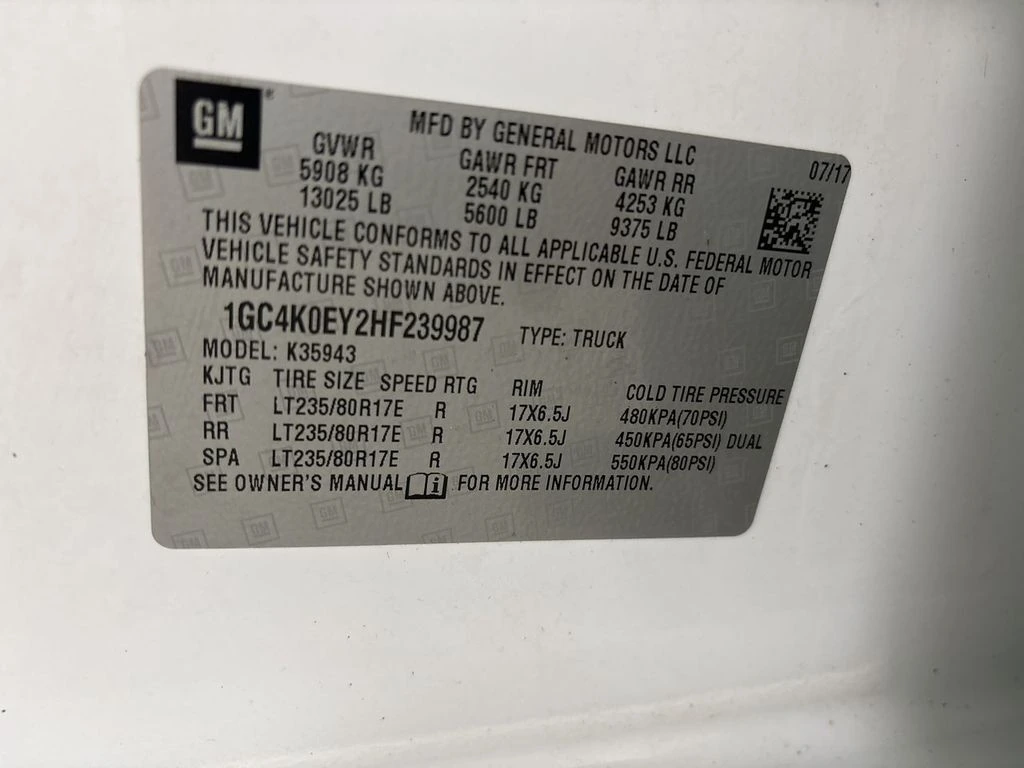 GM®
MFD BY GENERAL MOTORS LLC
07/17
GVWR GAWR FRT GAWR RR
5908 KG 2540 KG 4253 KG
13025 LB 5600 LB 9375 LB
THIS VEHICLE CONFORMS TO ALL APPLICABLE U.S. FEDERAL MOTOR
VEHICLE SAFETY STANDARDS IN EFFECT ON THE DATE OF
MANUFACTURE SHOWN ABOVE.
1GC4K0EY2HF239987 TYPE: TRUCK
MODEL: K35943
KJTG TIRE SIZE SPEED RTG RIM COLD TIRE PRESSURE
FRT LT235/80R17E R 17X6.5J 480KPA(70PSI)
RR LT235/80R17E R 17X6.5J 450KPA(65PSI) DUAL
SPA LT235/80R17E R 17X6.5J 550KPA(80PSI)
SEE OWNER'S MANUAL FOR MORE INFORMATION.